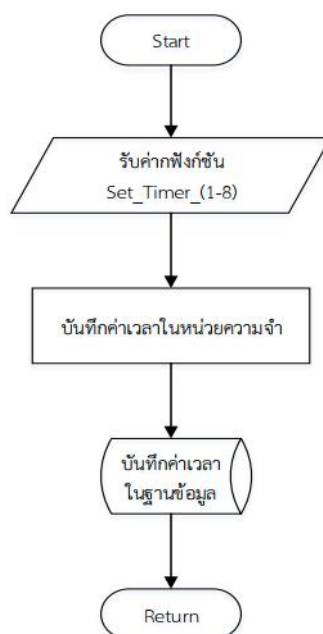 Start
รับค่ากฟังก์ชัน
Set_Timer_(1-8)
บันทึกค่าเวลาในหน่วยความจำ
บันทึกค่าเวลา
ในฐานข้อมูล
Return